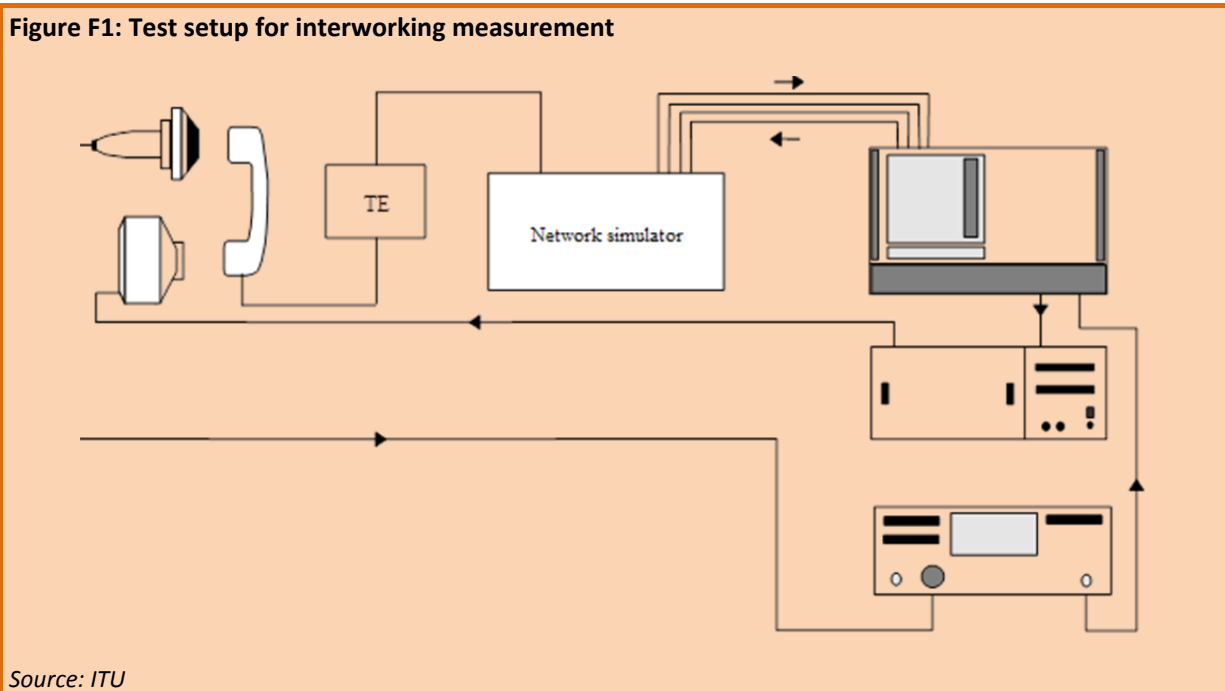 Figure F1: Test setup for interworking measurement
TE
Network simulator
Source: ITU